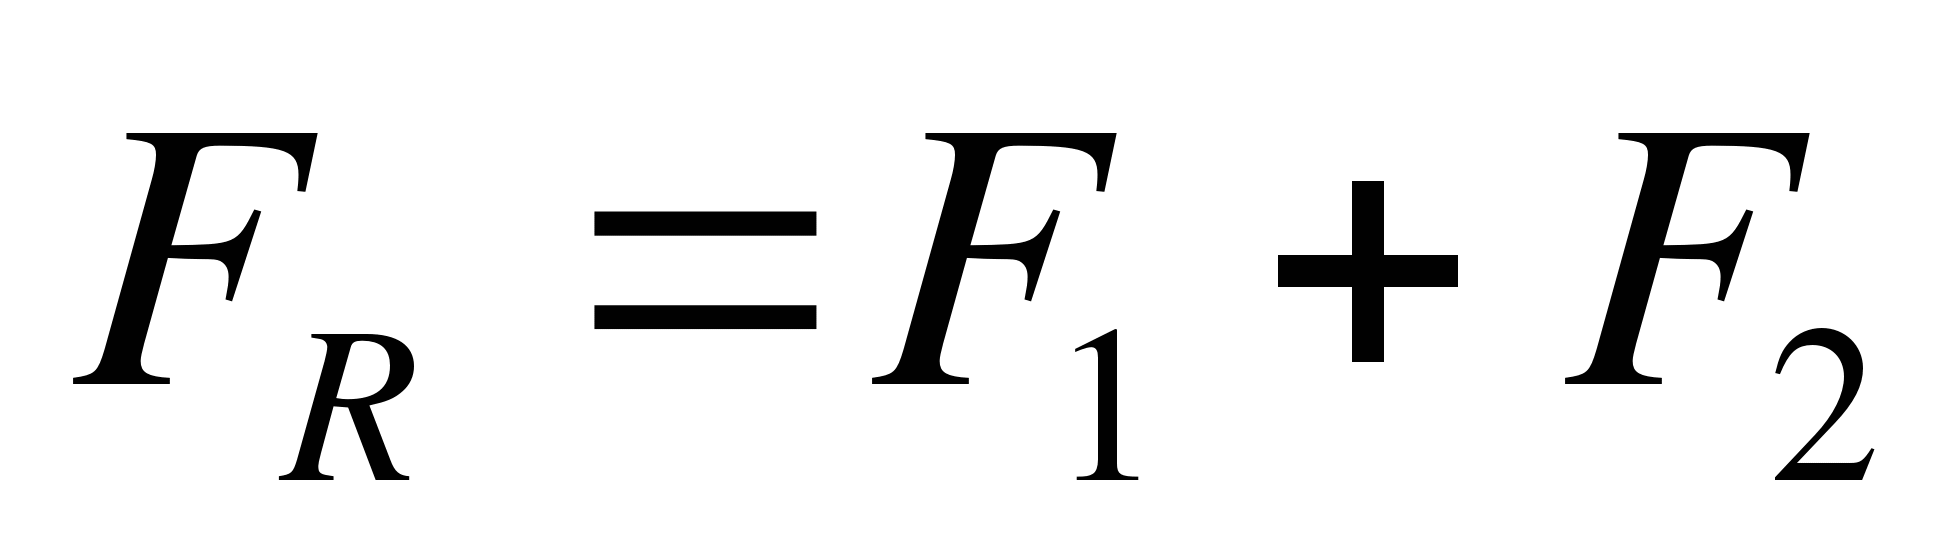 F_R = F_1 + F_2